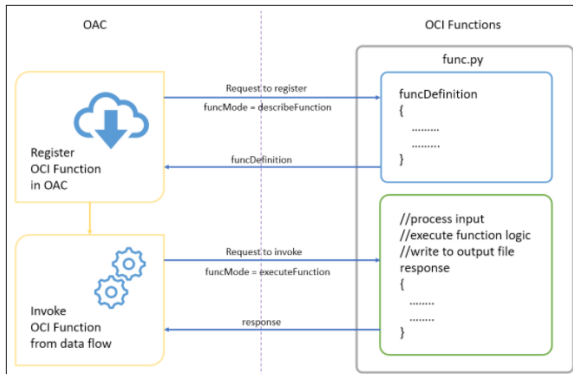 OAC
OCI Functions
func.py
Request to register
funcMode = describeFunction
funcDefinition
{
.........
.........
}
Register
OCI Function
in OAC
funcDefinition
Request to invoke
funcMode = executeFunction
//process input
//execute function logic
//write to output file
response
{
........
........
}
Invoke
OCI Function
from data flow
response